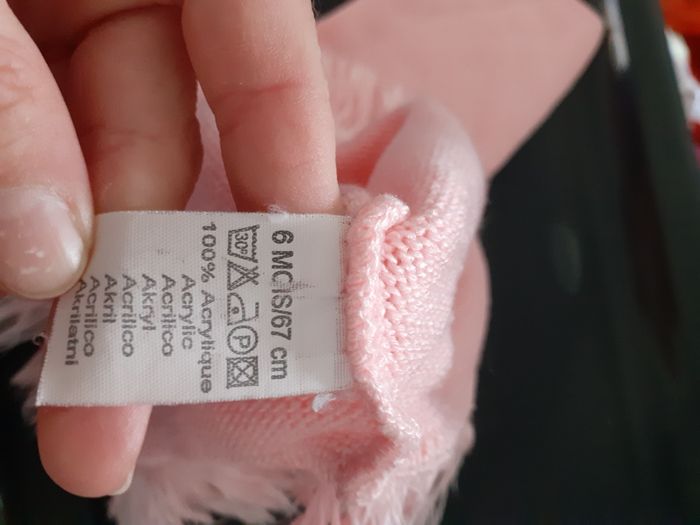 6 MOIS/67 cm
30° P
100% Acrylique
Acrylic
Acrilico
Akryl
Acrílico
Akril
Acrilico
Akrilatni